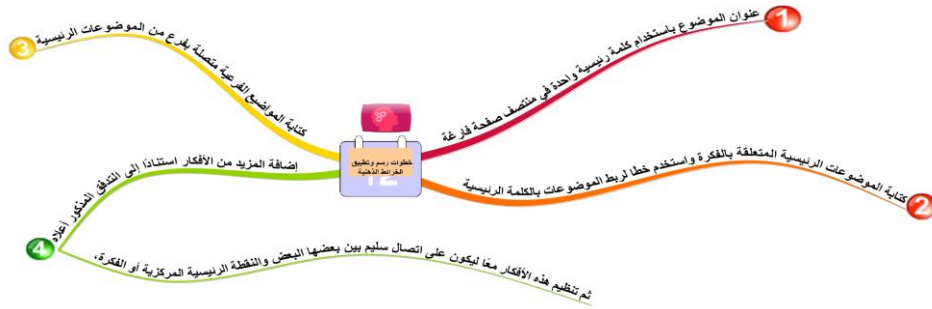 خطوات رسم وتطبيق
الخرائط الذهنية
12
1
عنوان الموضوع باستخدام كلمة رئيسية واحدة في منتصف صفحة فارغة
2
كتابة الموضوعات الرئيسية المتعلقة بالفكرة واستخدم خطا لربط الموضوعات بالكلمة الرئيسية
3
كتابة المواضيع الفرعية متصلة بفرع من الموضوعات الرئيسية
4
إضافة المزيد من الأفكار استنادًا إلى التدفق المذكور أعلاه
ثم تنظيم هذه الأفكار معًا ليكون على اتصال سليم بين بعضها البعض والنقطة الرئيسية المركزية أو الفكرة،